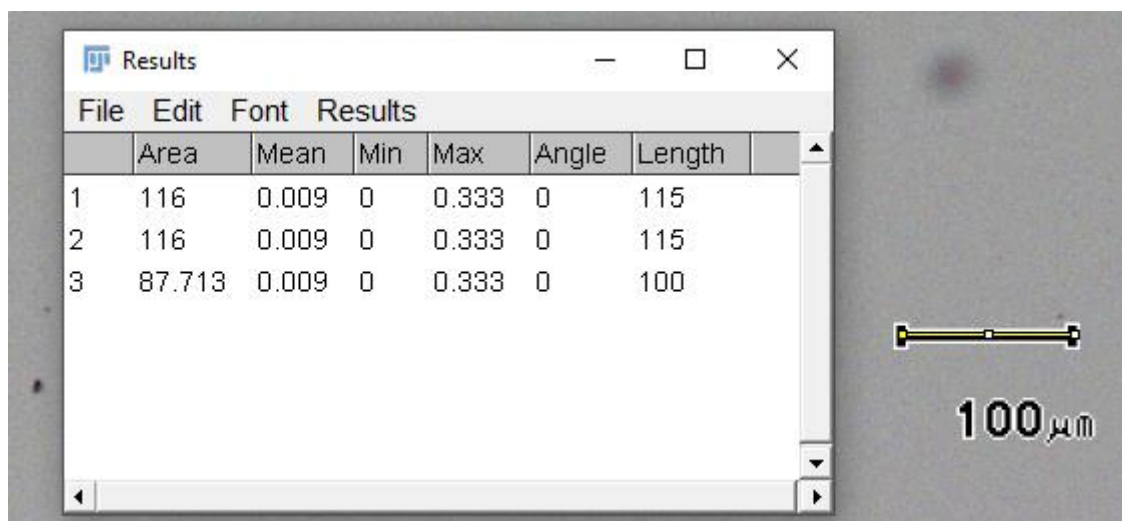 Results
File Edit Font Results
Area Mean Min Max Angle Length
1 116 0.009 0 0.333 0 115
2 116 0.009 0 0.333 0 115
3 87.713 0.009 0 0.333 0 100
100μm